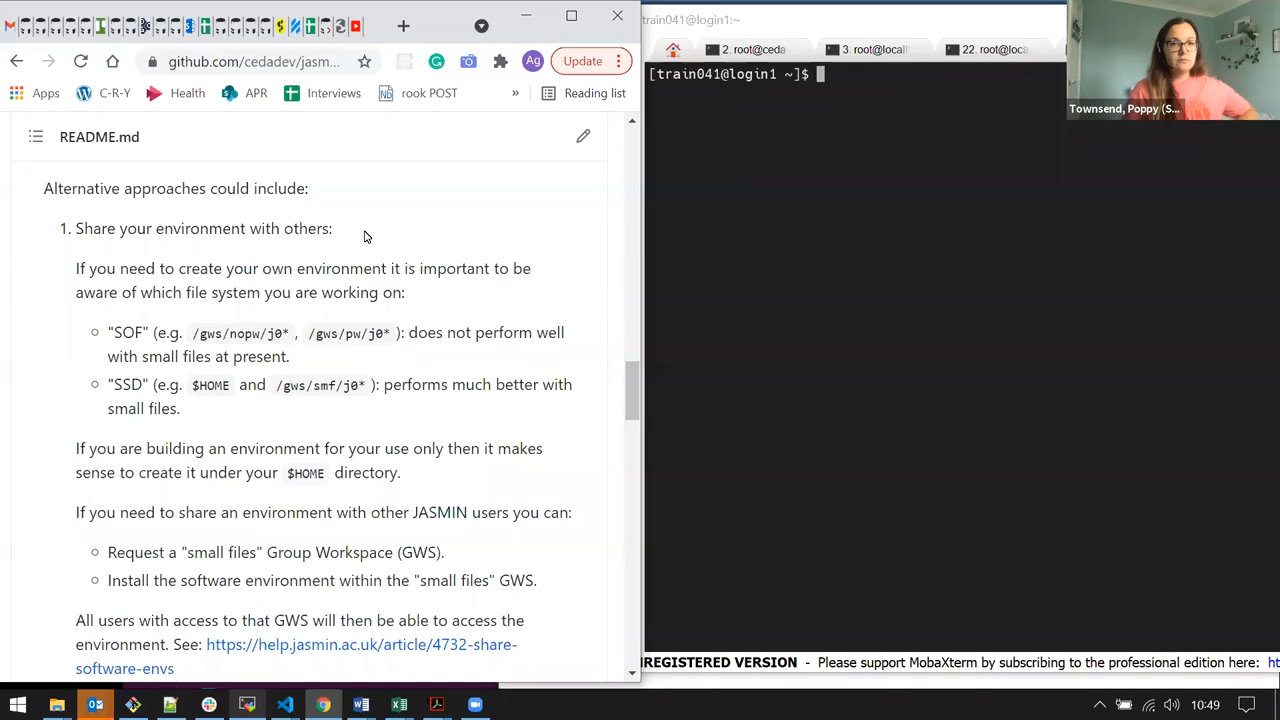 Ag
Update
github.com/cedadev/jasm...
Apps
C-R-Y
Health
APR
Interviews
rook POST
»
Reading list
README.md
Alternative approaches could include:
1. Share your environment with others:
If you need to create your own environment it is important to be
aware of which file system you are working on:
"SOF" (e.g. /gws/nopw/j0* , /gws/pw/j0* ): does not perform well
with small files at present.
"SSD" (e.g. $HOME and /gws/smf/j0* ): performs much better with
small files.
If you are building an environment for your use only then it makes
sense to create it under your $HOME directory.
If you need to share an environment with other JASMIN users you can:
Request a "small files" Group Workspace (GWS).
Install the software environment within the "small files" GWS.
All users with access to that GWS will then be able to access the
environment. See: https://help.jasmin.ac.uk/article/4732-share-
software-envs
train041@login1:~
2. root@ceda-
3. root@locall
22. root@loca
[train041@login1 ~]$
Townsend, Poppy (S...
REGISTERED VERSION - Please support MobaXterm by subscribing to the professional edition here: ht
10:49